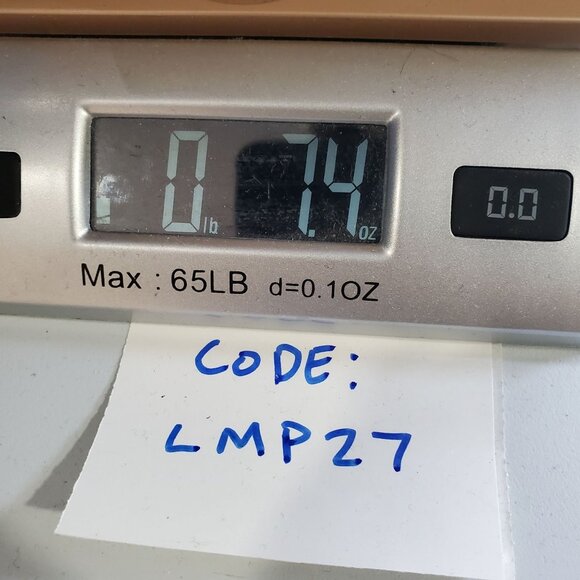 0 lb 7.4 oz
0.0
Max : 65LB d=0.1OZ
CODE:
LMP27